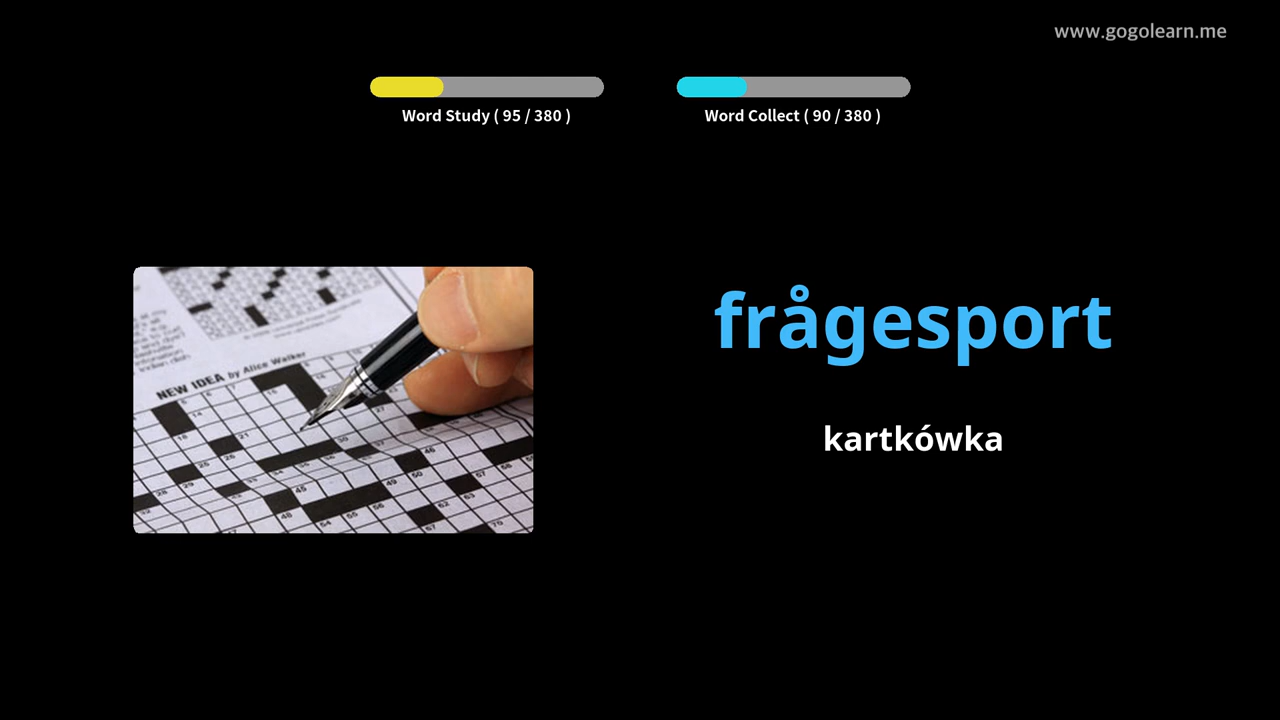 www.gogolearn.me
Word Study ( 95 / 380 )
Word Collect ( 90 / 380 )
frågesport
kartkówka
NEW IDEA by Alice Walker